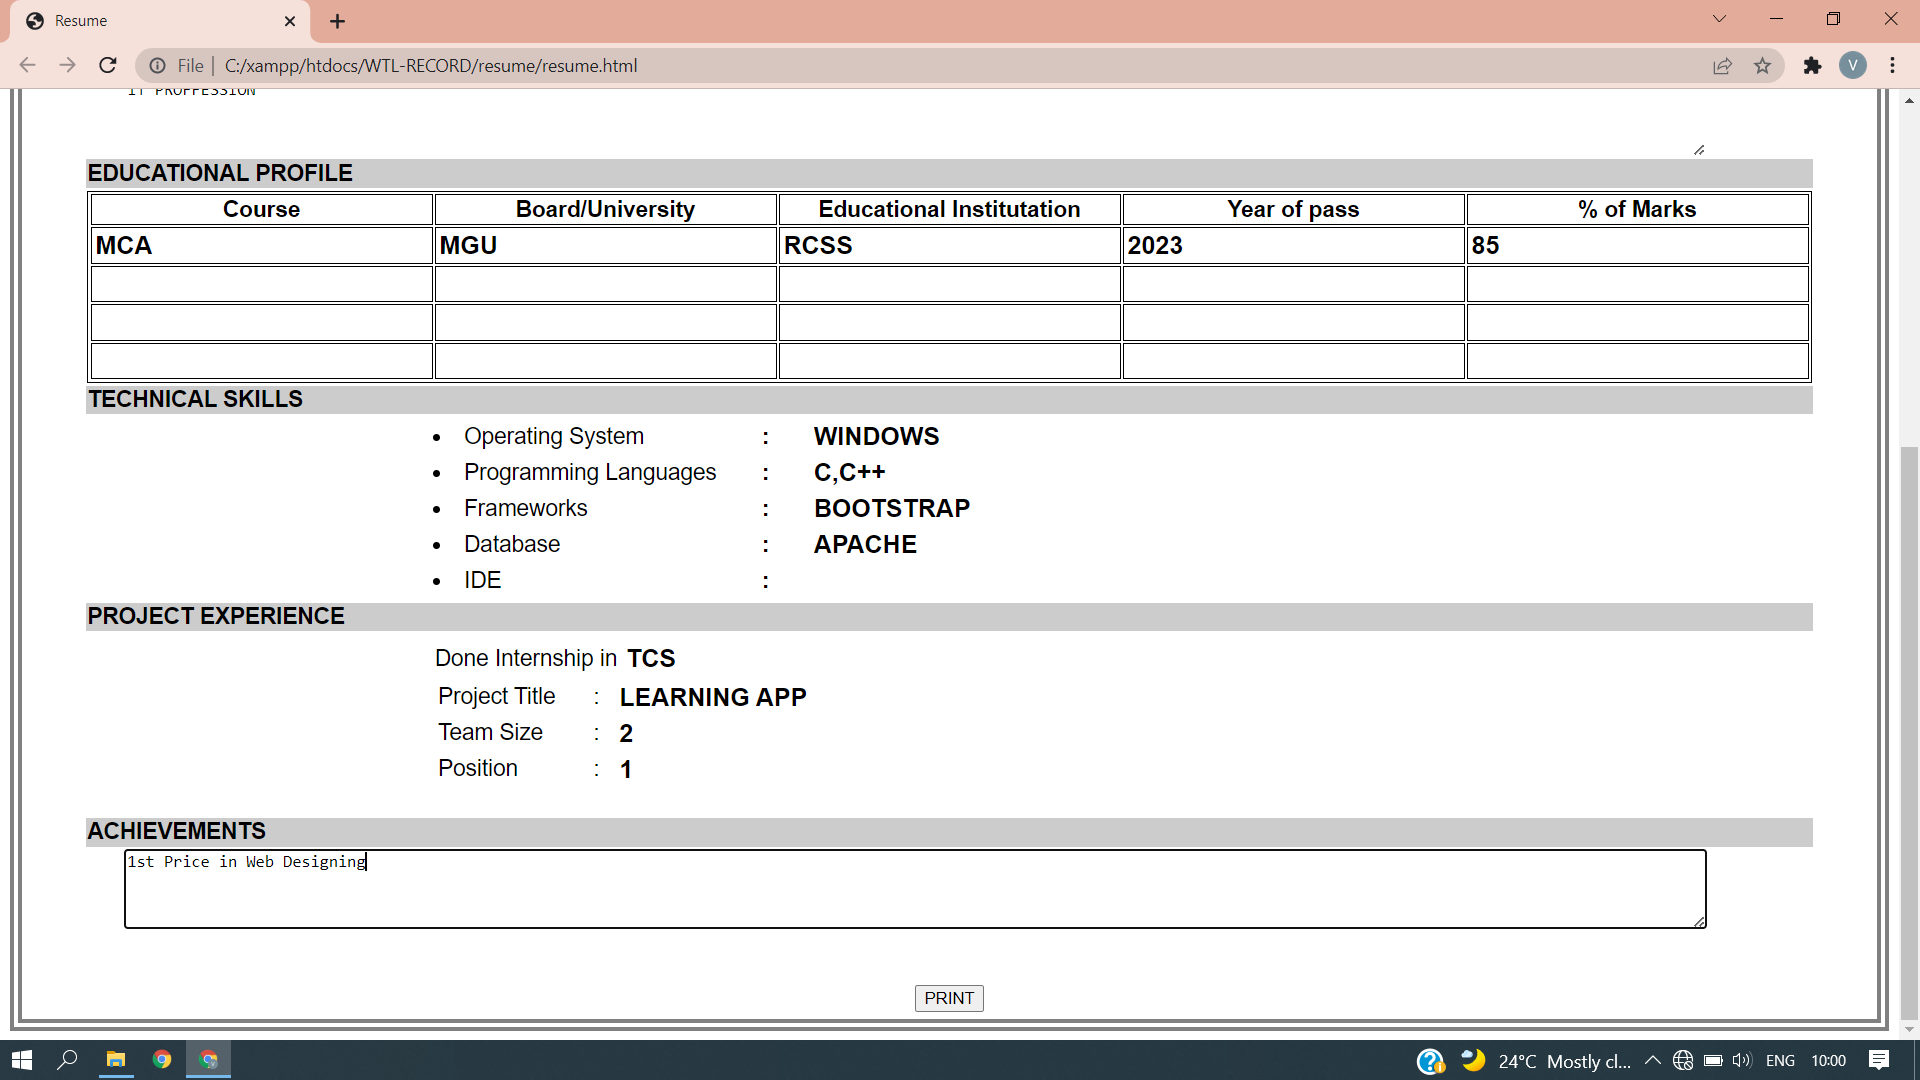 Resume
File | C:/xampp/htdocs/WTL-RECORD/resume/resume.html
V
IT PROFFESSION
EDUCATIONAL PROFILE
Course Board/University Educational Institutation Year of pass % of Marks
MCA MGU RCSS 2023 85
TECHNICAL SKILLS
• Operating System : WINDOWS
• Programming Languages : C,C++
• Frameworks : BOOTSTRAP
• Database : APACHE
• IDE :
PROJECT EXPERIENCE
Done Internship in TCS
Project Title : LEARNING APP
Team Size : 2
Position : 1
ACHIEVEMENTS
1st Price in Web Designing
PRINT
24°C Mostly cl... ENG 10:00